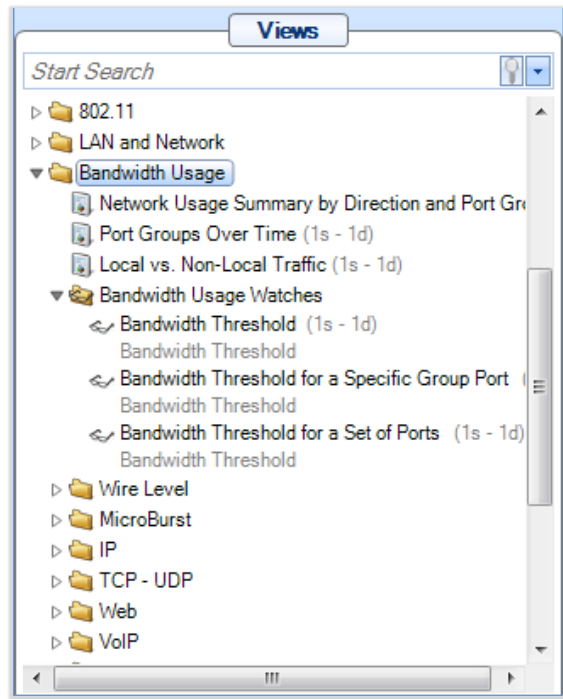 Views
Start Search
802.11
LAN and Network
Bandwidth Usage
Network Usage Summary by Direction and Port
Port Groups Over Time (1s - 1d)
Local vs. Non-Local Traffic (1s - 1d)
Bandwidth Usage Watches
Bandwidth Threshold (1s - 1d)
Bandwidth Threshold
Bandwidth Threshold for a Specific Group Port
Bandwidth Threshold
Bandwidth Threshold for a Set of Ports (1s - 1d)
Bandwidth Threshold
Wire Level
MicroBurst
IP
TCP - UDP
Web
VoIP